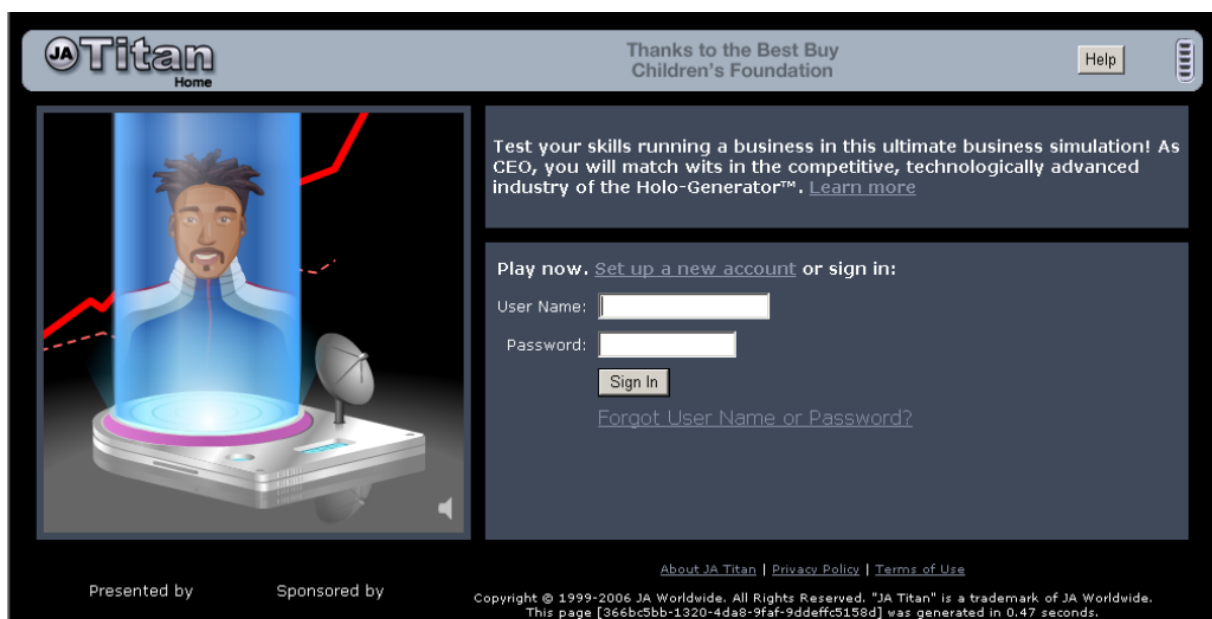 JA Titan
Home
Thanks to the Best Buy
Children's Foundation
Help
Test your skills running a business in this ultimate business simulation! As
CEO, you will match wits in the competitive, technologically advanced
industry of the Holo-Generator™. Learn more
Play now. Set up a new account or sign in:
User Name:
Password:
Sign In
Forgot User Name or Password?
Presented by
Sponsored by
About JA Titan | Privacy Policy | Terms of Use
Copyright © 1999-2006 JA Worldwide. All Rights Reserved. "JA Titan" is a trademark of JA Worldwide.
This page [366bc5bb-1320-4da8-9faf-9ddeffc5158d] was generated in 0.47 seconds.